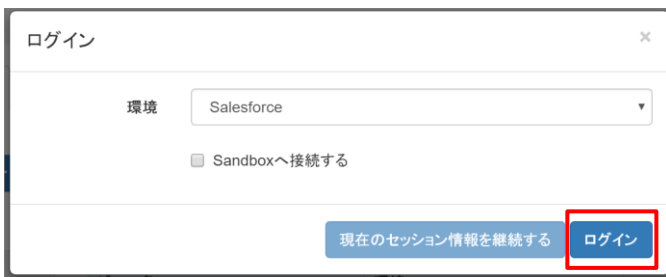 ログイン ×
環境 Salesforce
Sandboxへ接続する
現在のセッション情報を継続する ログイン